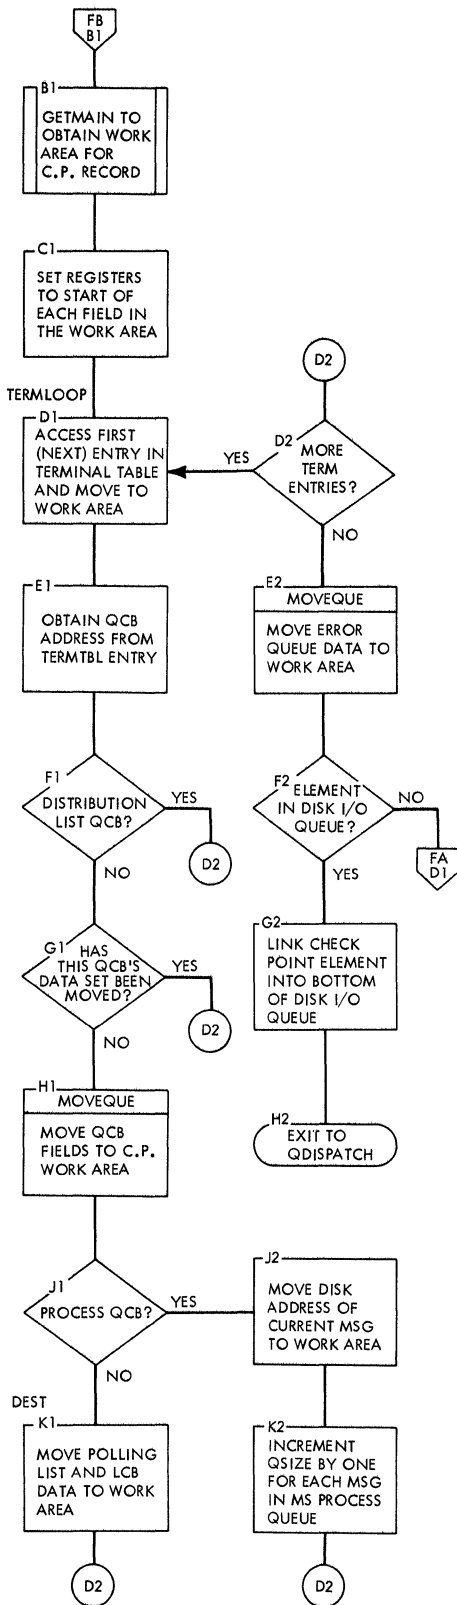 FB
B1
B1
GETMAIN TO
OBTAIN WORK
AREA FOR
C.P. RECORD
C1
SET REGISTERS
TO START OF
EACH FIELD IN
THE WORK AREA
TERMLOOP
D1
ACCESS FIRST
(NEXT) ENTRY IN
TERMINAL TABLE
AND MOVE TO
WORK AREA
E1
OBTAIN QCB
ADDRESS FROM
TERMTBL ENTRY
F1
DISTRIBUTION
LIST QCB?
YES
D2
NO
G1
HAS
THIS QCB'S
DATA SET BEEN
MOVED?
YES
D2
NO
H1
MOVEQUE
MOVE QCB
FIELDS TO C.P.
WORK AREA
J1
PROCESS QCB?
YES
NO
DEST
K1
MOVE POLLING
LIST AND LCB
DATA TO WORK
AREA
D2
D2
D2
MORE
TERM
ENTRIES?
YES
NO
E2
MOVEQUE
MOVE ERROR
QUEUE DATA TO
WORK AREA
F2
ELEMENT
IN DISK I/O
QUEUE?
NO
FA
D1
YES
G2
LINK CHECK
POINT ELEMENT
INTO BOTTOM
OF DISK I/O
QUEUE
H2
EXIT TO
QDISPATCH
J2
MOVE DISK
ADDRESS OF
CURRENT MSG
TO WORK AREA
K2
INCREMENT
QSIZE BY ONE
FOR EACH MSG
IN MS PROCESS
QUEUE
D2